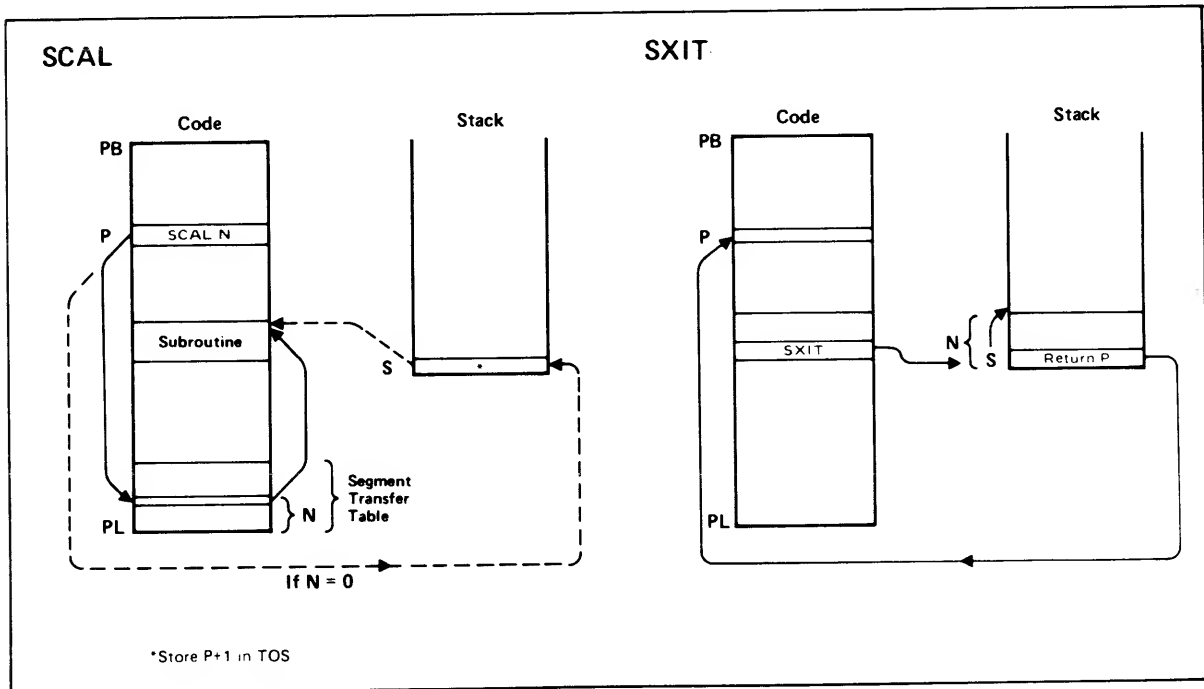 SCAL
Code
Stack
PB
P
SCAL N
Subroutine
S
*
Segment
Transfer
Table
N
PL
If N = 0
*Store P+1 in TOS
SXIT
Code
Stack
PB
P
N
S
SXIT
Return P
PL